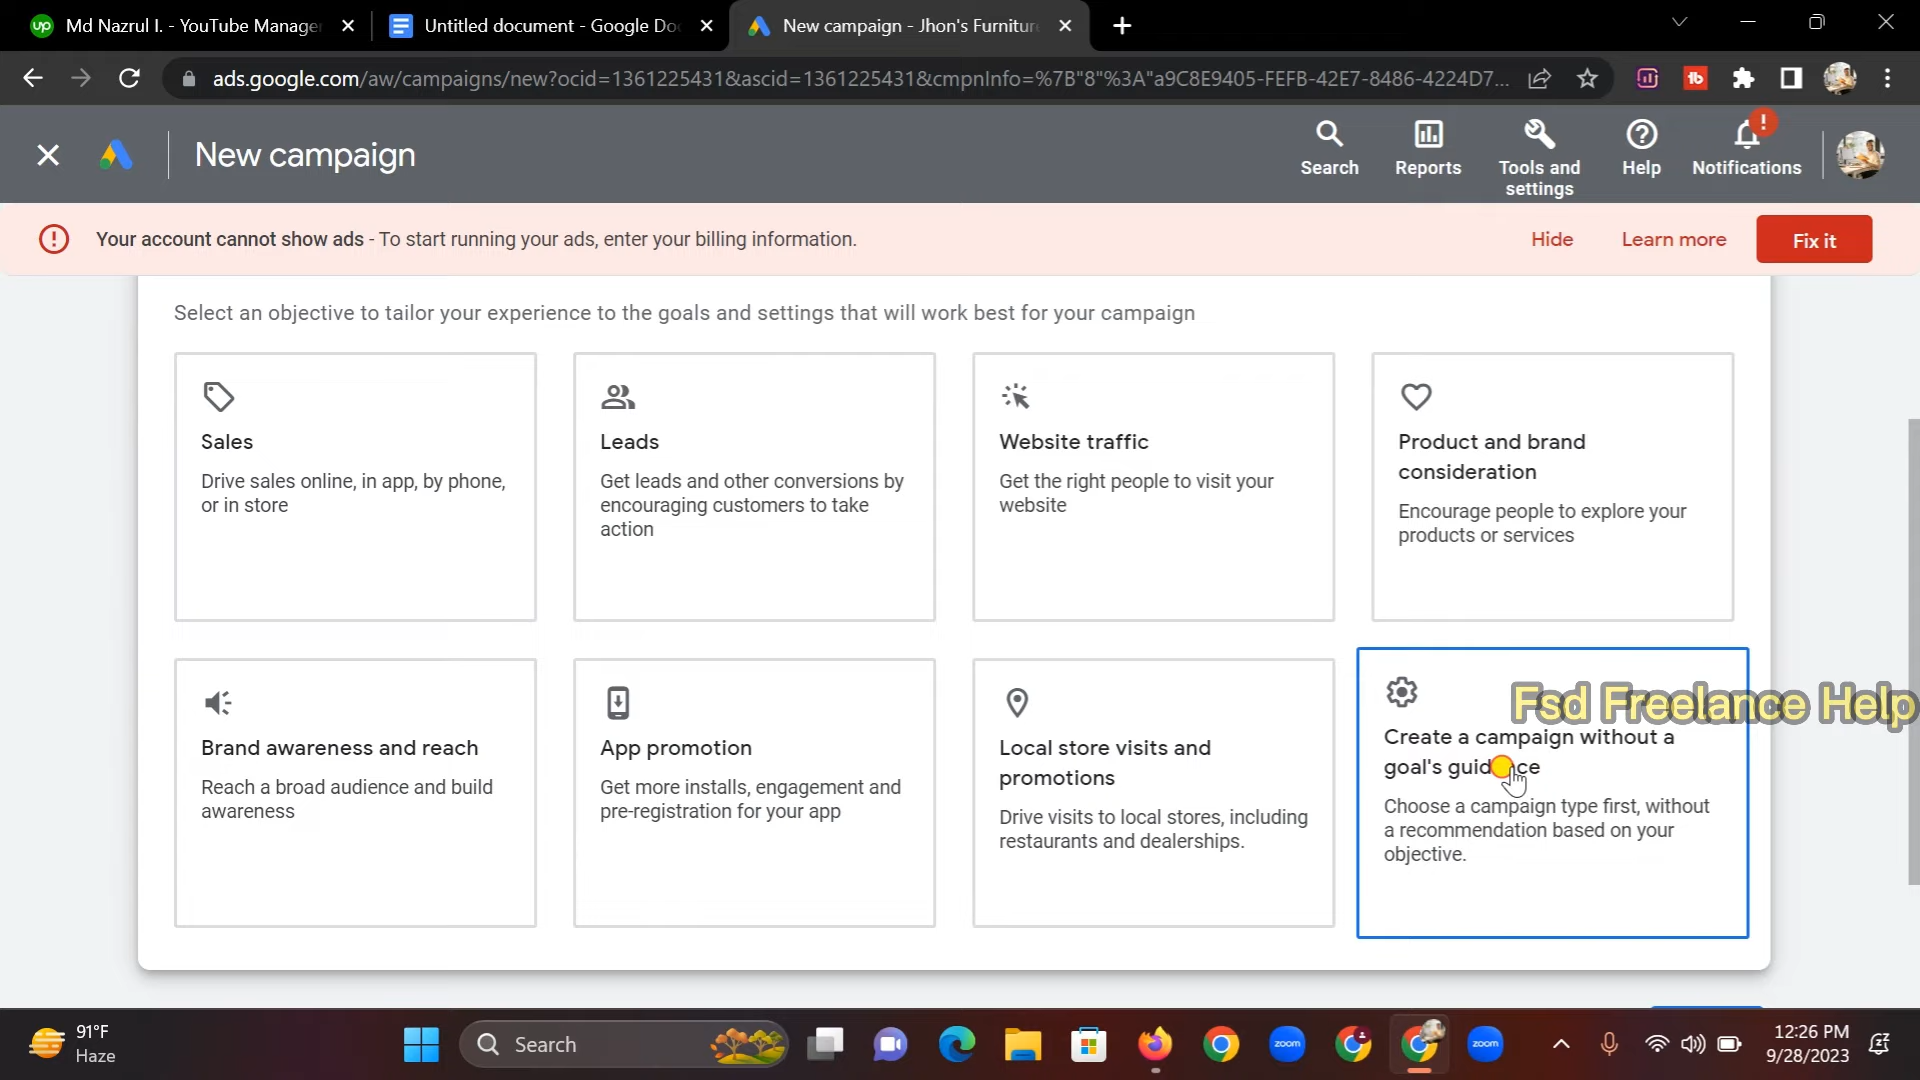 Md Nazrul I. - YouTube Manager
Untitled document - Google Do
New campaign - Jhon's Furniture
ads.google.com/aw/campaigns/new?ocid=1361225431&ascid=1361225431&cmpnInfo=%7B"8"%3A"a9C8E9405-FEFB-42E7-8486-4224D7...
New campaign
Search
Reports
Tools and
settings
Help
Notifications
Your account cannot show ads - To start running your ads, enter your billing information.
Hide
Learn more
Fix it
Select an objective to tailor your experience to the goals and settings that will work best for your campaign
Sales
Drive sales online, in app, by phone,
or in store
Leads
Get leads and other conversions by
encouraging customers to take
action
Website traffic
Get the right people to visit your
website
Product and brand
consideration
Encourage people to explore your
products or services
Brand awareness and reach
Reach a broad audience and build
awareness
App promotion
Get more installs, engagement and
pre-registration for your app
Local store visits and
promotions
Drive visits to local stores, including
restaurants and dealerships.
Fsd Freelance Help
Create a campaign without a
goal's guidance
Choose a campaign type first, without
a recommendation based on your
objective.
91°F
Haze
Search
zoom
zoom
12:26 PM
9/28/2023